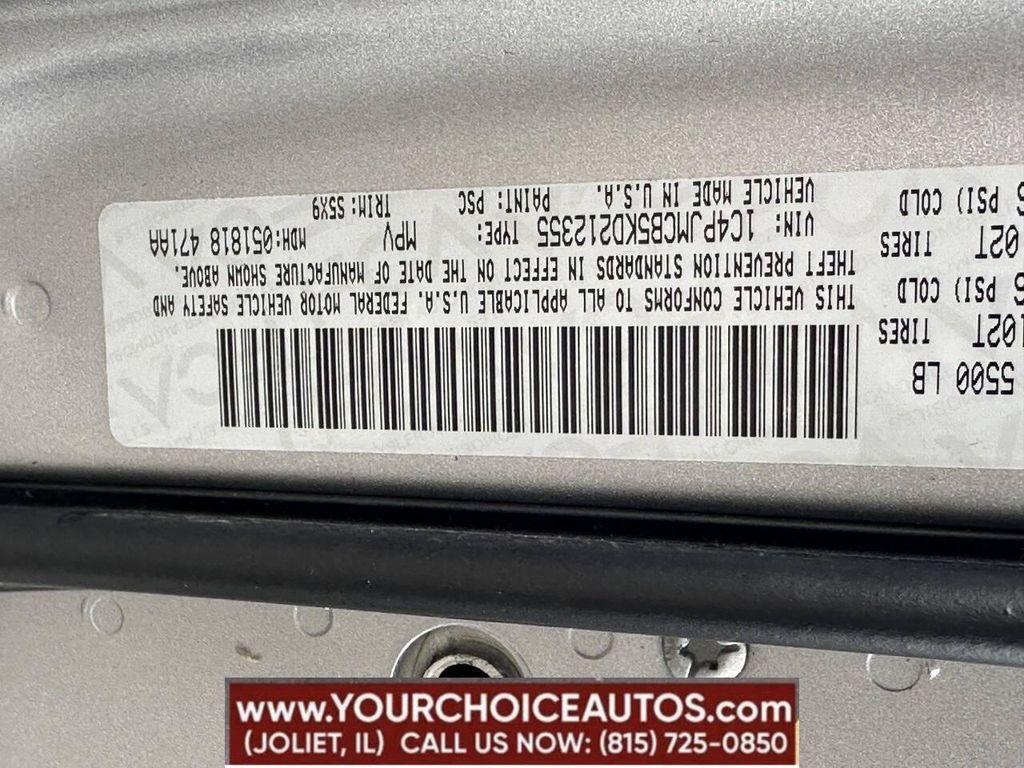 5500 LB
102T TIRES
PSI) COLD
102T TIRES
PSI) COLD
THIS VEHICLE CONFORMS TO ALL APPLICABLE U.S.A. FEDERAL MOTOR VEHICLE SAFETY AND
THEFT PREVENTION STANDARDS IN EFFECT ON THE DATE OF MANUFACTURE SHOWN ABOVE.
VIN: 1C4PJMCB5KD212355 TYPE: MPV MDH:051818 471AA
VEHICLE MADE IN U.S.A. PAINT: PSC TRIM: S5X9
www.YOURCHOICEAUTOS.com
(JOLIET, IL) CALL US NOW: (815) 725-0850